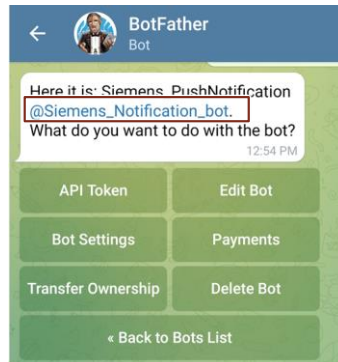 BotFather
Bot
Here it is: Siemens_PushNotification
@Siemens_Notification_bot.
What do you want to do with the bot?
12:54 PM
API Token
Edit Bot
Bot Settings
Payments
Transfer Ownership
Delete Bot
« Back to Bots List